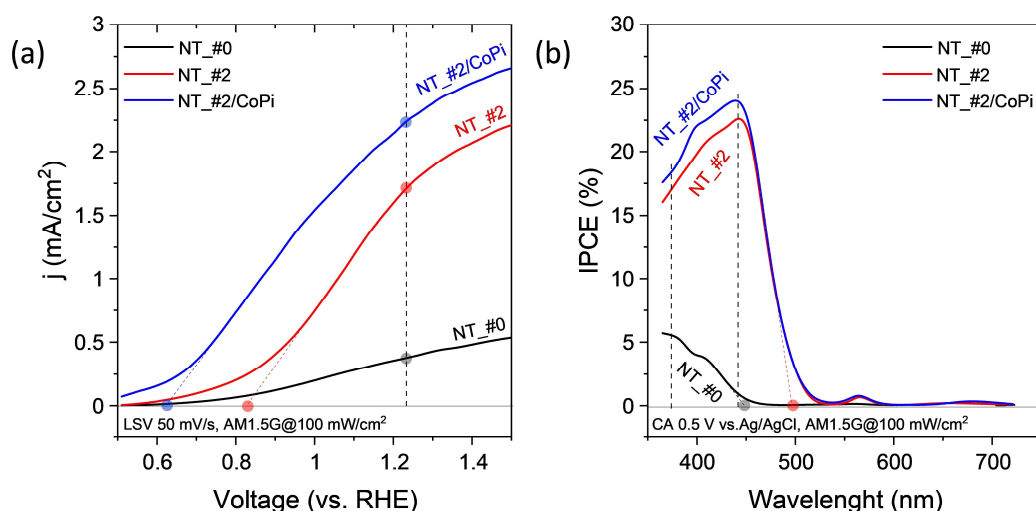 (a)
3
2.5
2
1.5
1
0.5
0
j (mA/cm²)
NT_#0
NT_#2
NT_#2/CoPi
NT_#2/CoPi
NT_#2
NT_#0
LSV 50 mV/s, AM1.5G@100 mW/cm²
0.6 0.8 1 1.2 1.4
Voltage (vs. RHE)
(b)
30
25
20
15
10
5
0
IPCE (%)
NT_#0
NT_#2
NT_#2/CoPi
NT_#2/CoPi
NT_#2
NT_#0
CA 0.5 V vs.Ag/AgCl, AM1.5G@100 mW/cm²
400 500 600 700
Wavelenght (nm)